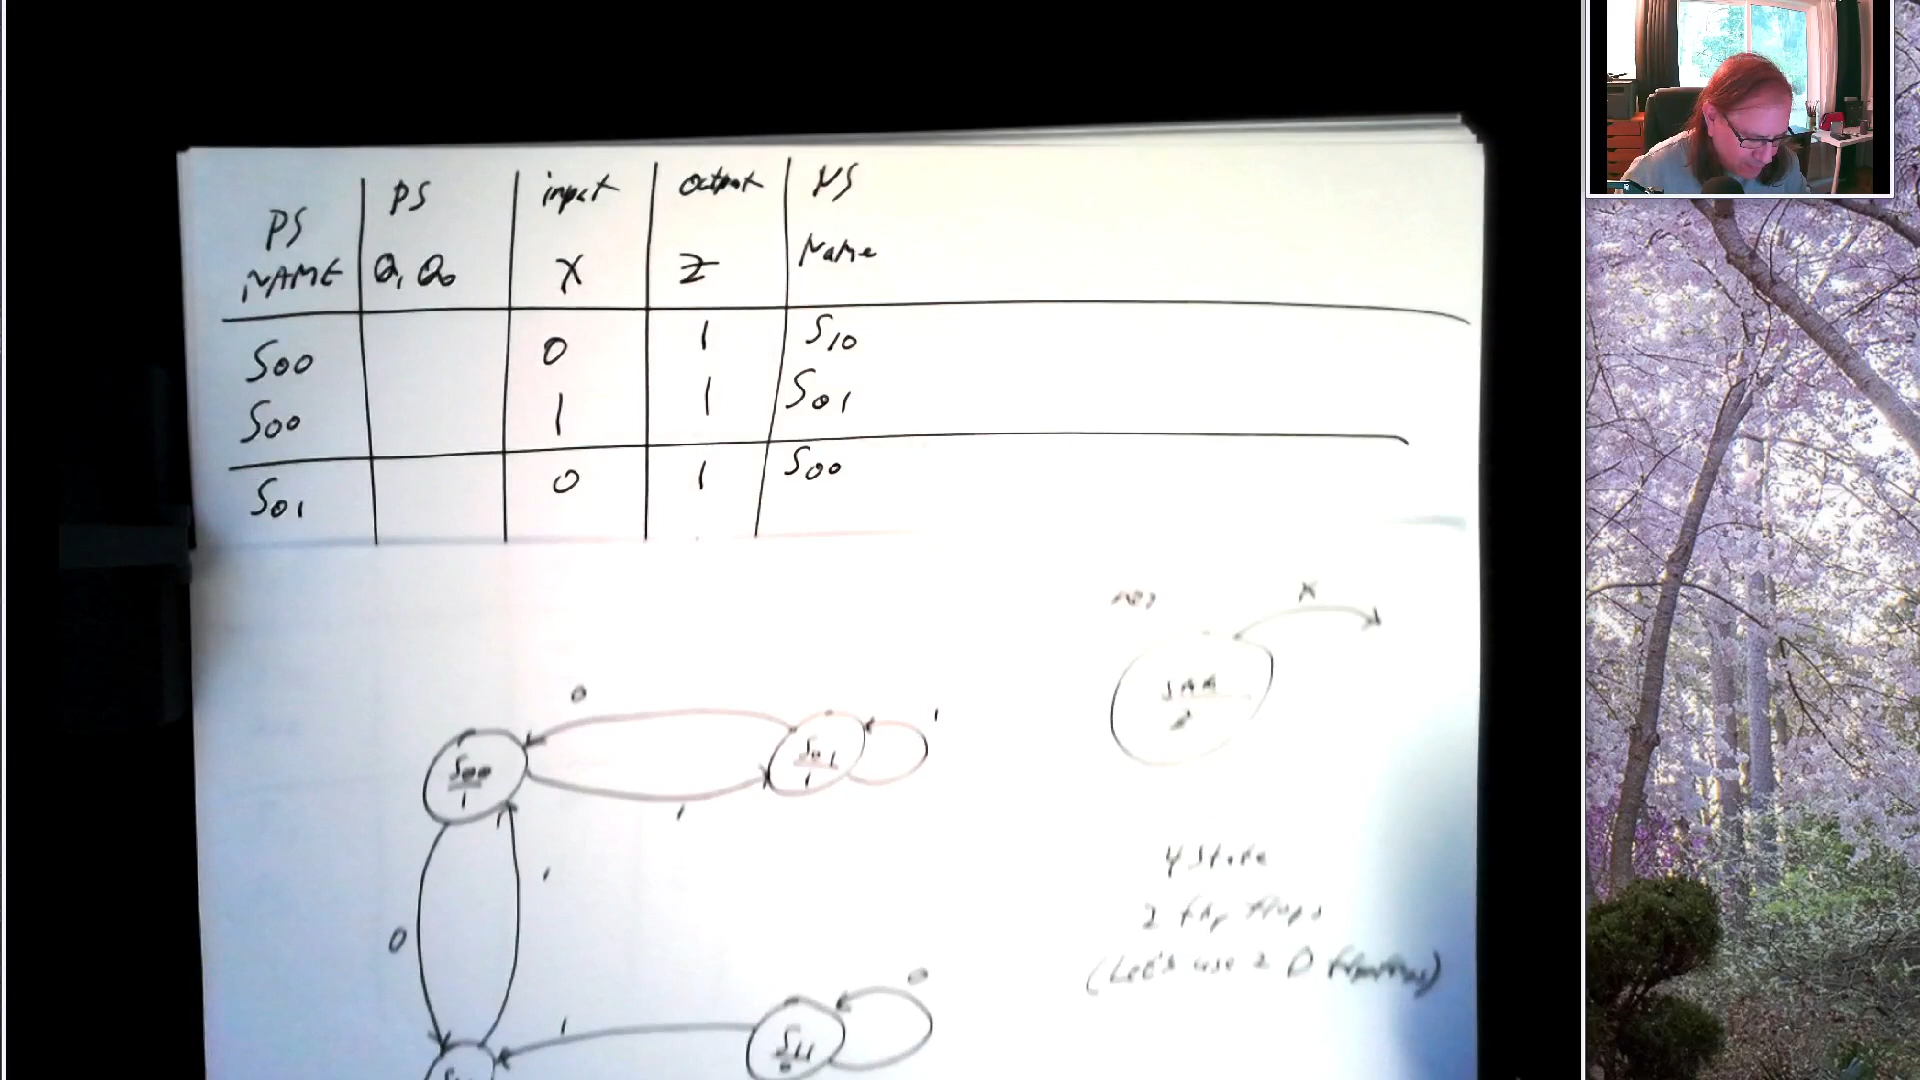 PS NAME | PS Q1 Q0 | input X | output Z | NS Name
S00 | | 0 | 1 | S10
S00 | | 1 | 1 | S01
S01 | | 0 | 1 | S00
X
0
1
S00
1
S01
1
1
Z
4 state
2 flip flops
(Let's use 2 D flipflops)
0
1
0
1
S11
0